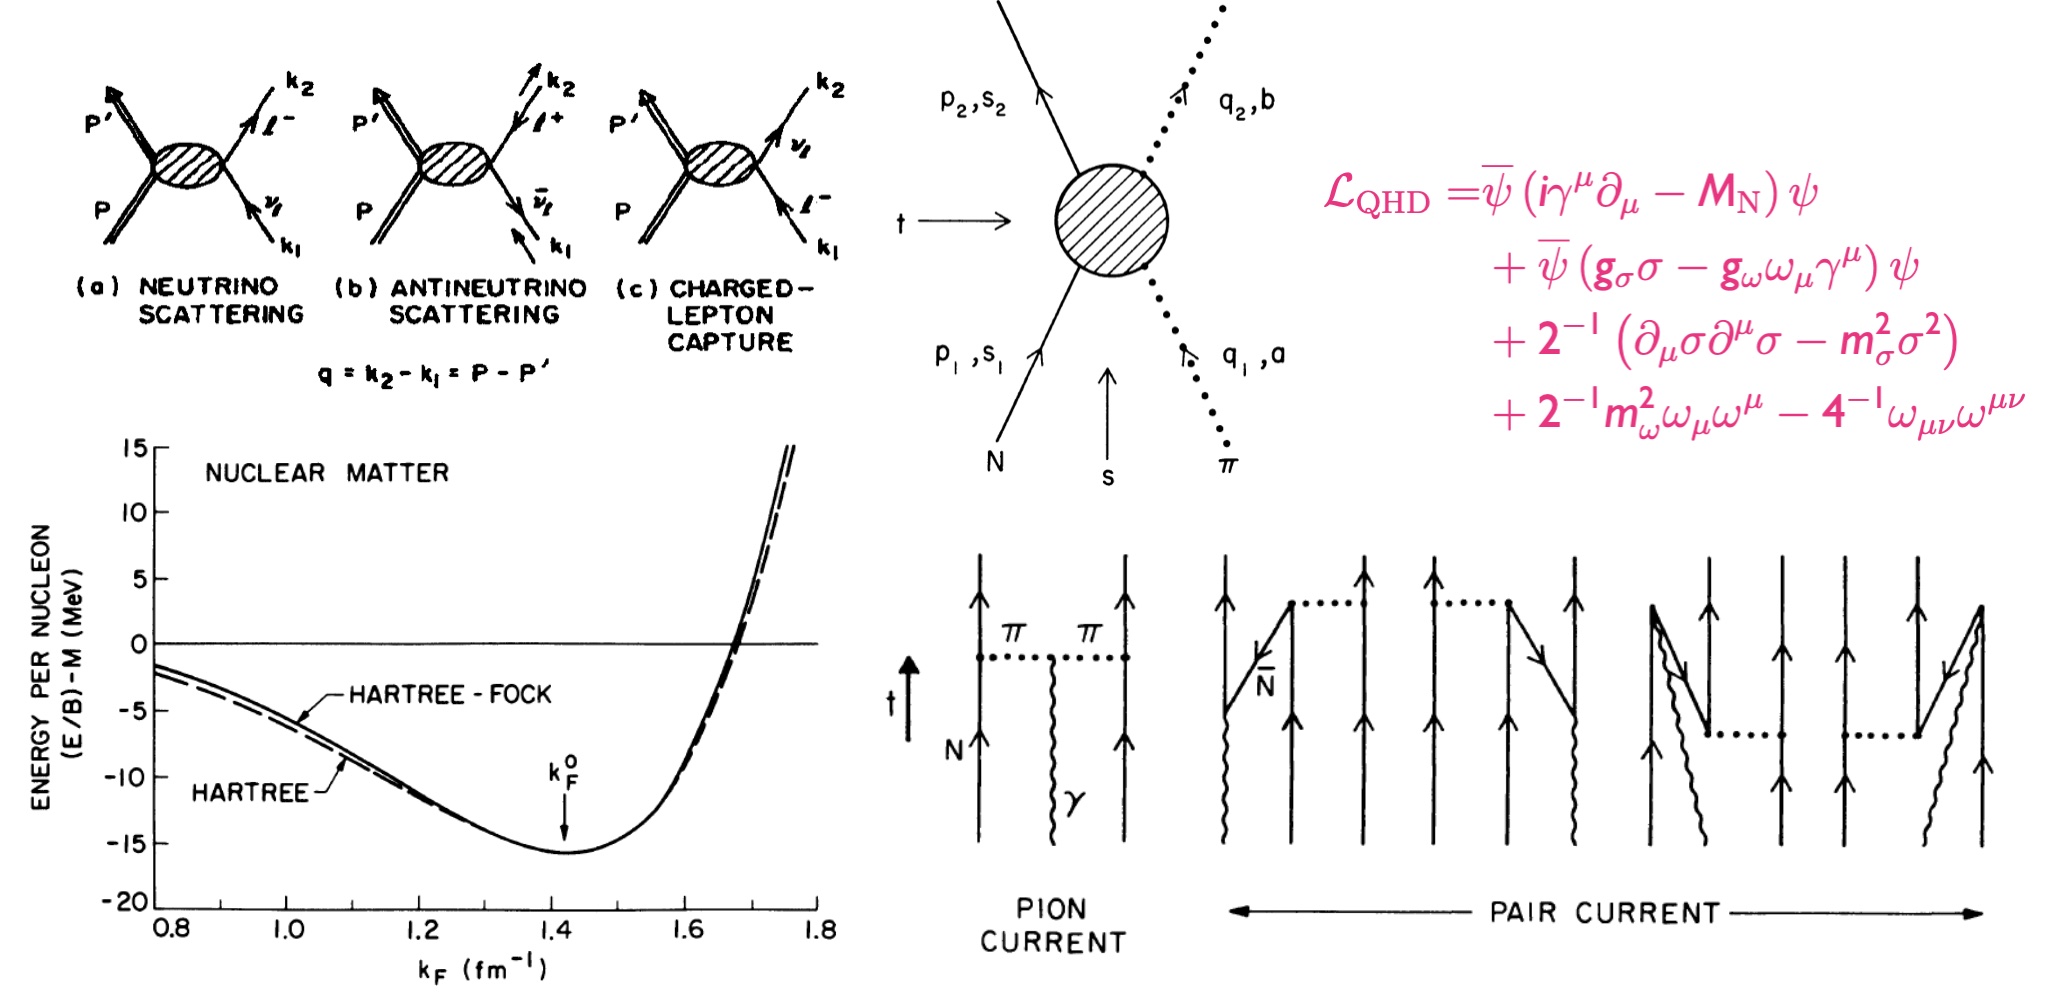 k₂
P'
ℓ⁻
P
νℓ
k₁
(a) NEUTRINO
SCATTERING
k₂
P'
ℓ⁺
P
ν̄ℓ
k₁
(b) ANTINEUTRINO
SCATTERING
k₂
P'
νℓ
P
ℓ⁻
k₁
(c) CHARGED-
LEPTON
CAPTURE
q = k₂ - k₁ = P - P'
p₂,s₂
q₂,b
t
p₁,s₁
q₁,a
N
s
π
ℒ_QHD = ψ̄ (iγ^μ ∂_μ − M_N) ψ
+ ψ̄ (g_σ σ − g_ω ω_μ γ^μ) ψ
+ 2⁻¹ (∂_μ σ ∂^μ σ − m_σ² σ²)
+ 2⁻¹ m_ω² ω_μ ω^μ − 4⁻¹ ω_μν ω^μν
NUCLEAR MATTER
ENERGY PER NUCLEON
(E/B)-M (MeV)
15
10
5
0
-5
-10
-15
-20
HARTREE-FOCK
HARTREE
k_F⁰
0.8 1.0 1.2 1.4 1.6 1.8
k_F (fm⁻¹)
π π
t
N
γ
N̄
PION
CURRENT
PAIR CURRENT